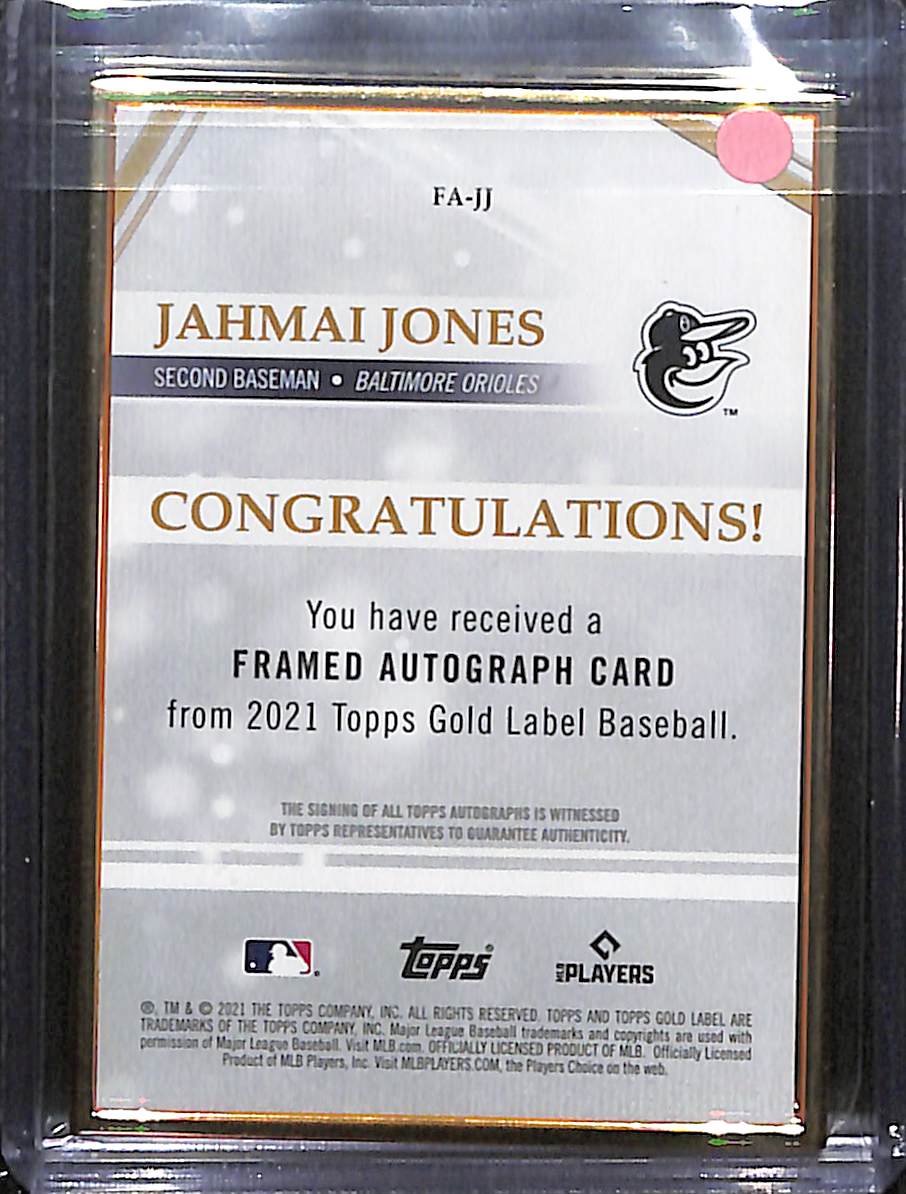 FA-JJ
JAHMAI JONES
SECOND BASEMAN • BALTIMORE ORIOLES
™
CONGRATULATIONS!
You have received a
FRAMED AUTOGRAPH CARD
from 2021 Topps Gold Label Baseball.
THE SIGNING OF ALL TOPPS AUTOGRAPHS IS WITNESSED
BY TOPPS REPRESENTATIVES TO GUARANTEE AUTHENTICITY.
Topps® MLB PLAYERS
®, TM & © 2021 THE TOPPS COMPANY, INC. ALL RIGHTS RESERVED. TOPPS AND TOPPS GOLD LABEL ARE
TRADEMARKS OF THE TOPPS COMPANY, INC. Major League Baseball trademarks and copyrights are used with
permission of Major League Baseball. Visit MLB.com. OFFICIALLY LICENSED PRODUCT OF MLB. Officially Licensed
Product of MLB Players, Inc. Visit MLBPLAYERS.COM, the Players Choice on the web.